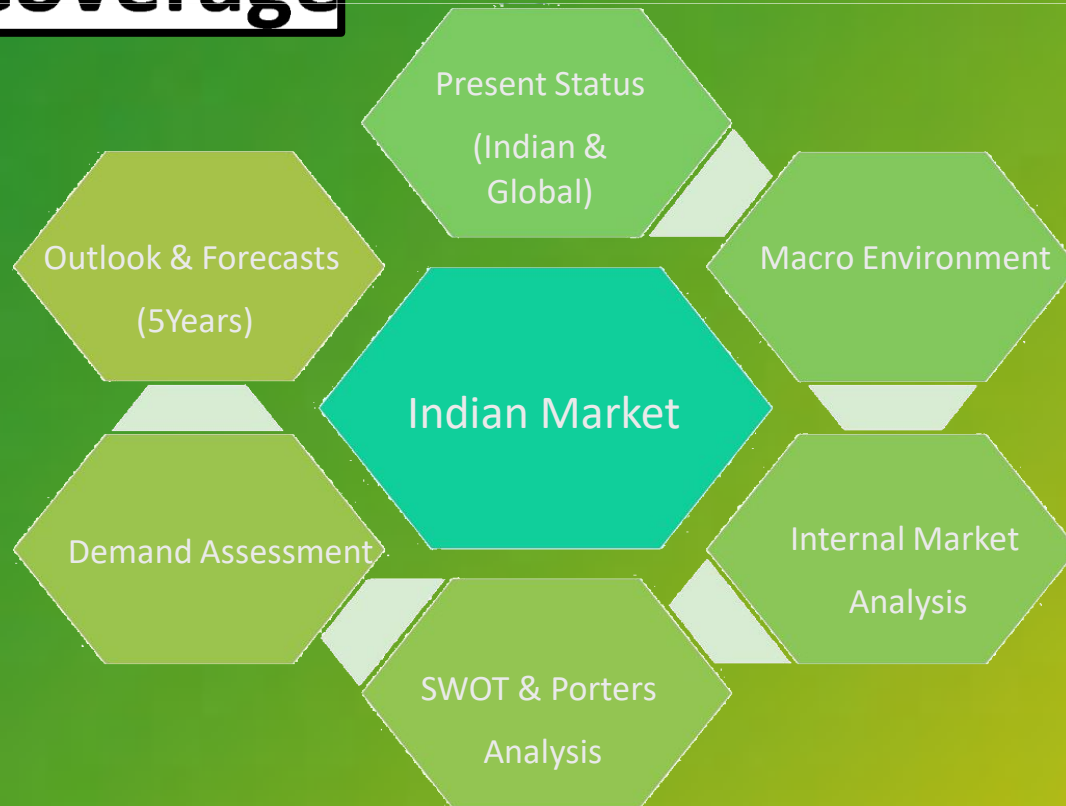 Coverage
Present Status
(Indian &
Global)
Outlook & Forecasts
(5Years)
Macro Environment
Indian Market
Demand Assessment
Internal Market
Analysis
SWOT & Porters
Analysis